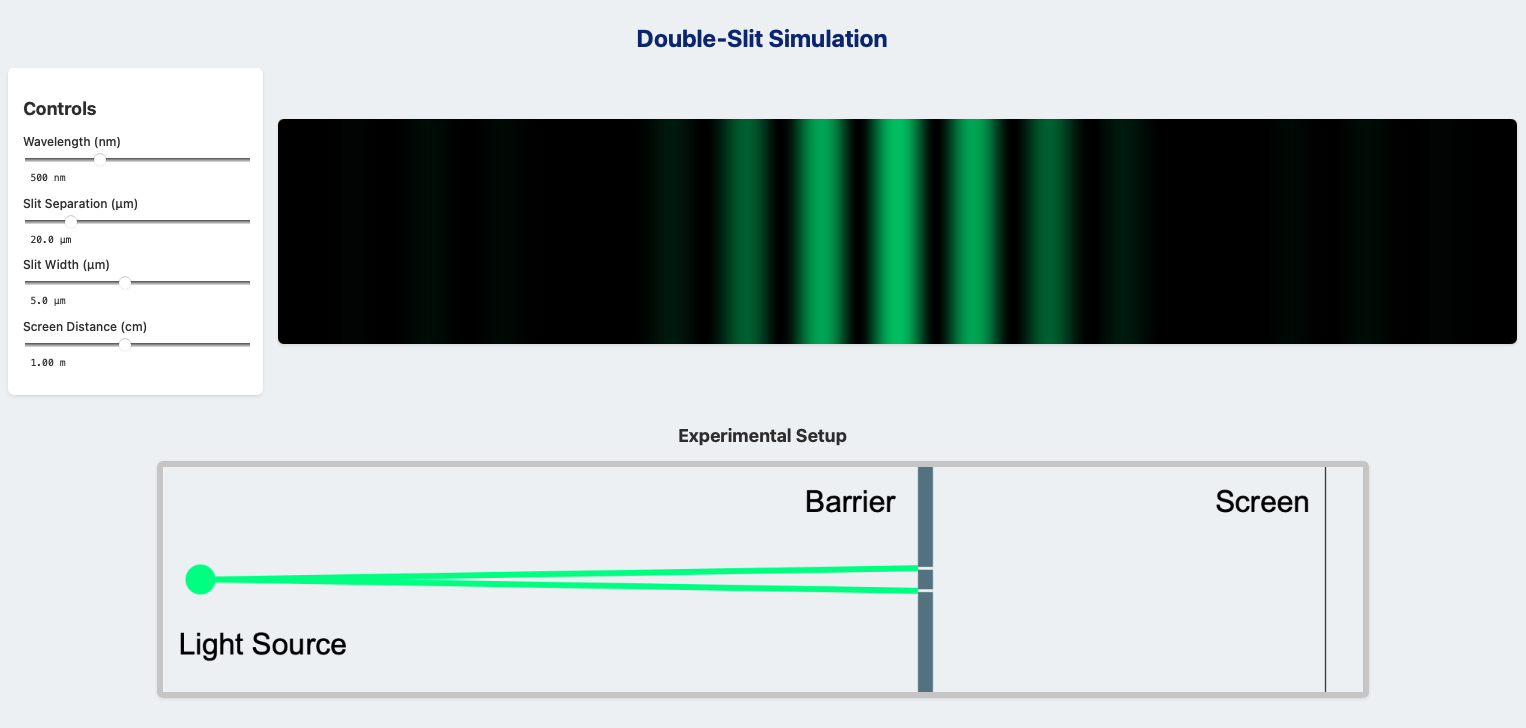 Double-Slit Simulation
Controls
Wavelength (nm)
500 nm
Slit Separation (μm)
20.0 μm
Slit Width (μm)
5.0 μm
Screen Distance (cm)
1.00 m
Experimental Setup
Barrier
Screen
Light Source